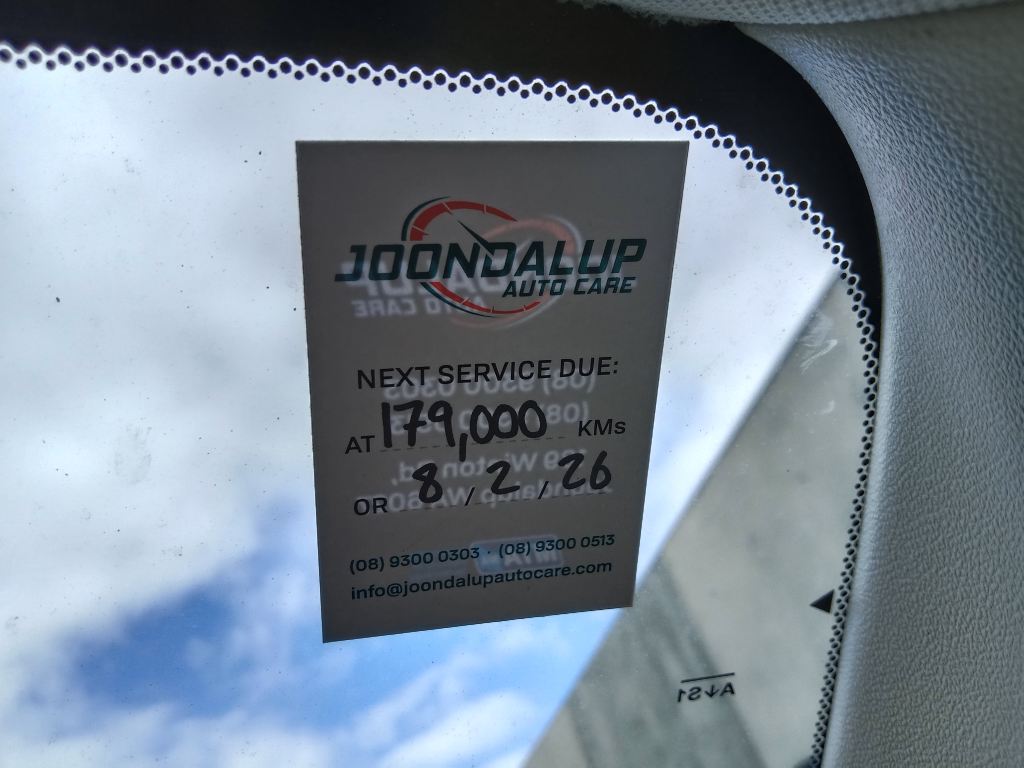 JOONDALUP
AUTO CARE
NEXT SERVICE DUE:
AT 179,000 KMs
OR 8 / 2 / 26
(08) 9300 0303 · (08) 9300 0513
info@joondalupautocare.com
A↓S1